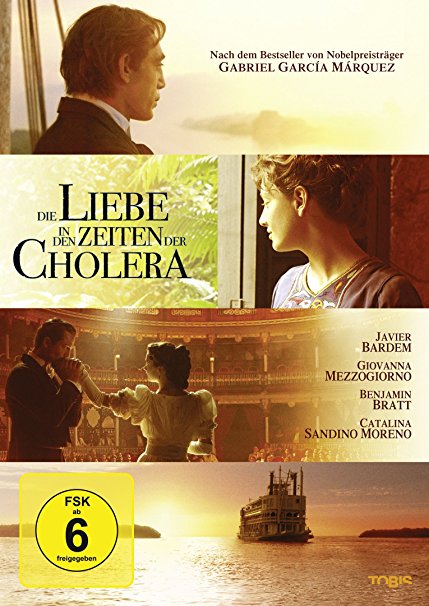 Nach dem Bestseller von Nobelpreisträger
GABRIEL GARCÍA MÁRQUEZ
DIE LIEBE
IN DEN ZEITEN DER
CHOLERA
JAVIER
BARDEM
GIOVANNA
MEZZOGIORNO
BENJAMIN
BRATT
CATALINA
SANDINO MORENO
FSK
ab
6
freigegeben
TOBIS